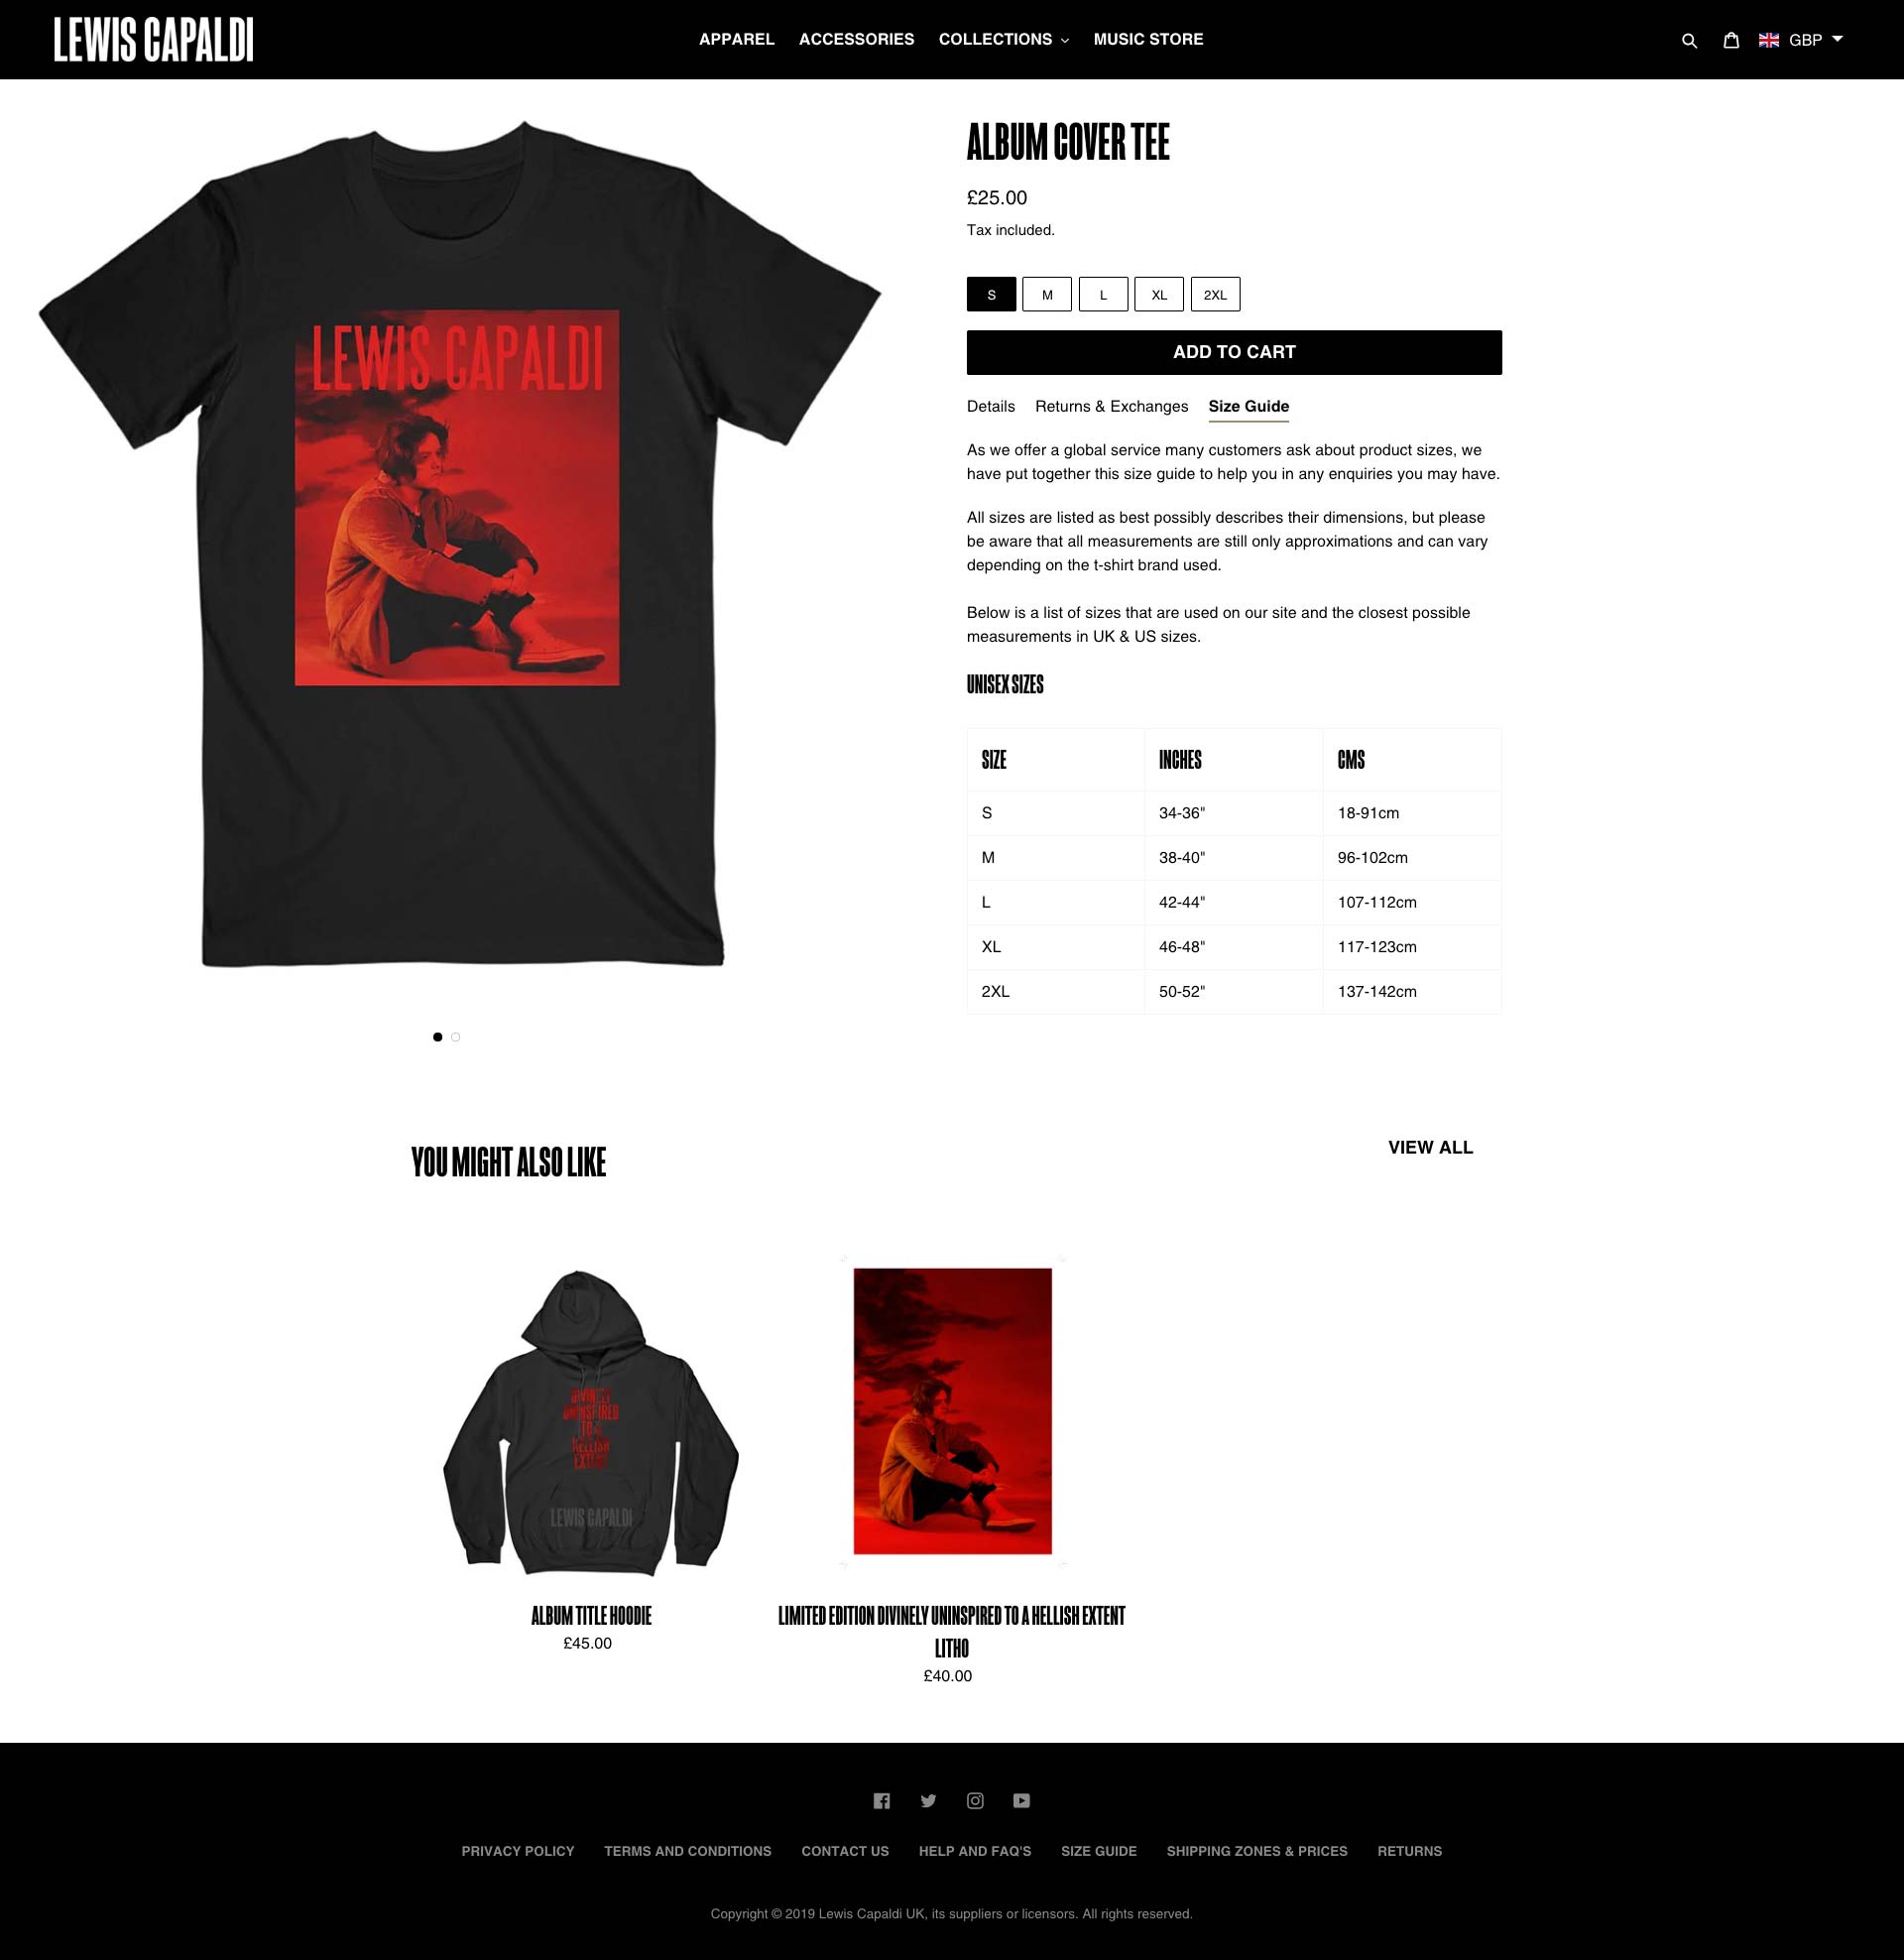 LEWIS CAPALDI
APPAREL ACCESSORIES COLLECTIONS MUSIC STORE
GBP
ALBUM COVER TEE
£25.00
Tax included.
S M L XL 2XL
ADD TO CART
Details Returns & Exchanges Size Guide
As we offer a global service many customers ask about product sizes, we
have put together this size guide to help you in any enquiries you may have.
All sizes are listed as best possibly describes their dimensions, but please
be aware that all measurements are still only approximations and can vary
depending on the t-shirt brand used.
Below is a list of sizes that are used on our site and the closest possible
measurements in UK & US sizes.
UNISEX SIZES
SIZE INCHES CMS
S 34-36" 18-91cm
M 38-40" 96-102cm
L 42-44" 107-112cm
XL 46-48" 117-123cm
2XL 50-52" 137-142cm
LEWIS CAPALDI
YOU MIGHT ALSO LIKE
VIEW ALL
DIVINELY
UNINSPIRED
TO A
HELLISH
EXTENT
LEWIS CAPALDI
ALBUM TITLE HOODIE
£45.00
LIMITED EDITION DIVINELY UNINSPIRED TO A HELLISH EXTENT
LITHO
£40.00
PRIVACY POLICY TERMS AND CONDITIONS CONTACT US HELP AND FAQ'S SIZE GUIDE SHIPPING ZONES & PRICES RETURNS
Copyright © 2019 Lewis Capaldi UK, its suppliers or licensors. All rights reserved.